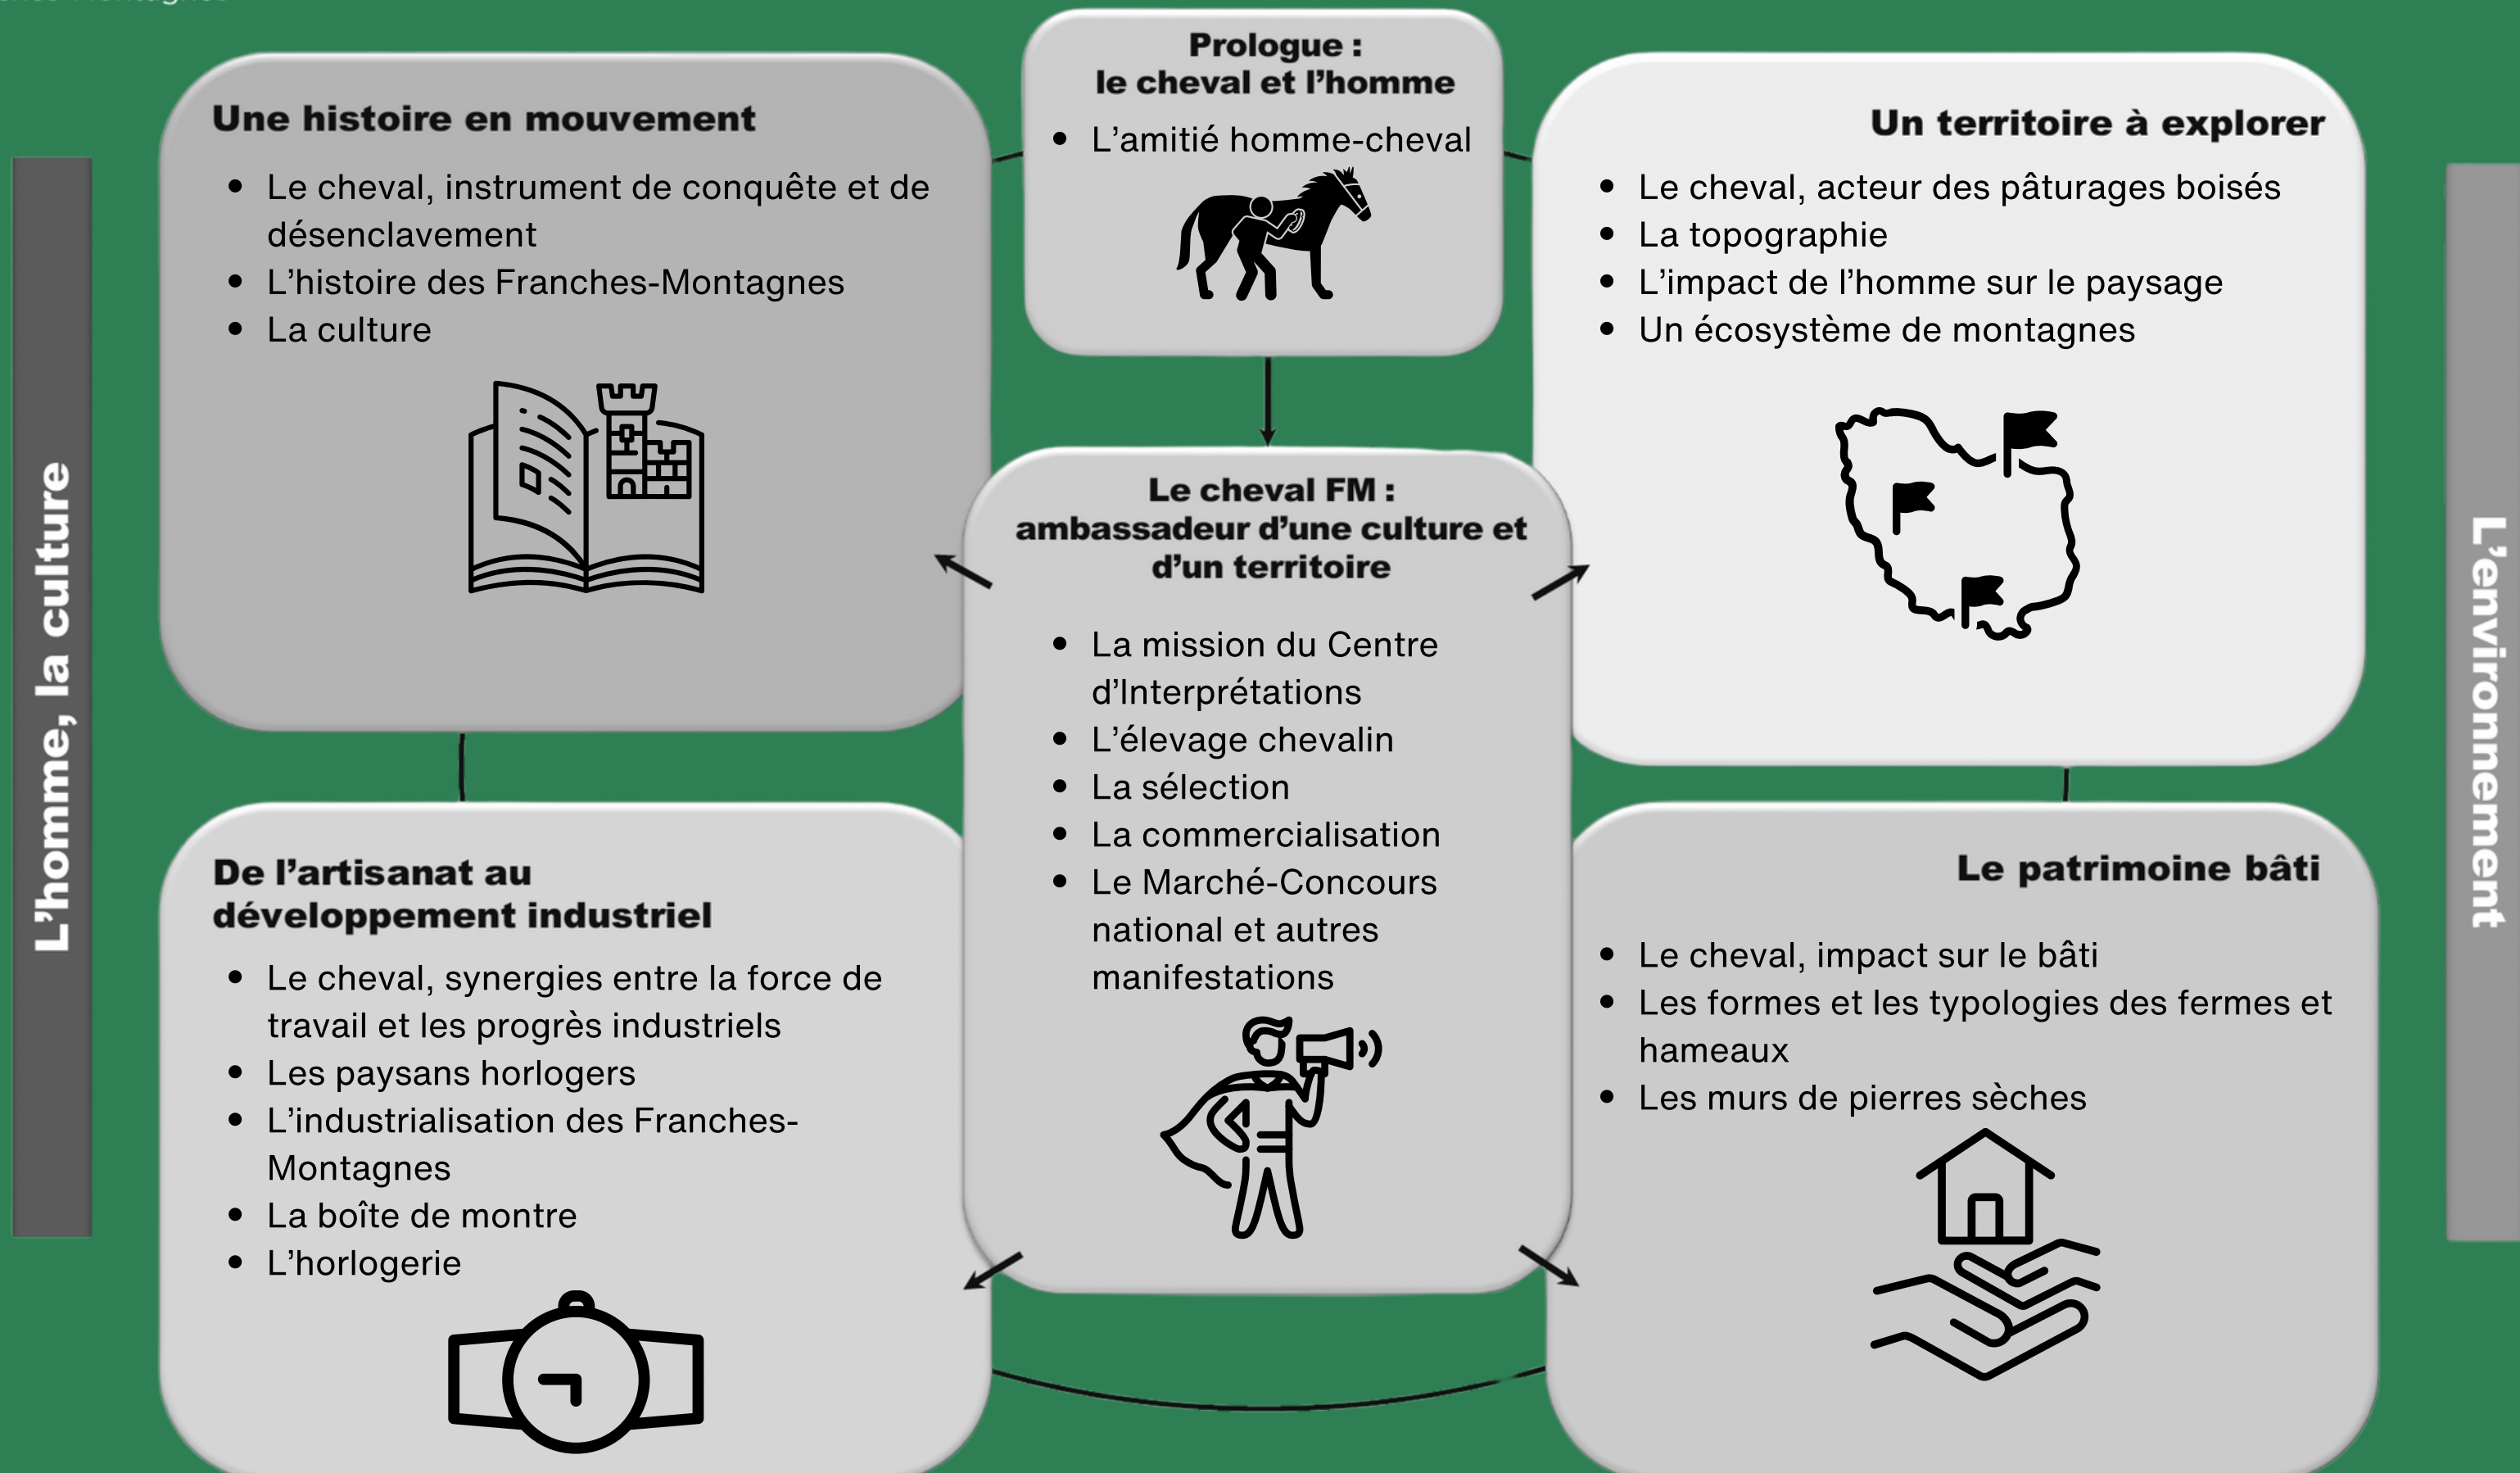 Prologue :
le cheval et l’homme
• L’amitié homme-cheval
Une histoire en mouvement
• Le cheval, instrument de conquête et de
désenclavement
• L’histoire des Franches-Montagnes
• La culture
Un territoire à explorer
• Le cheval, acteur des pâturages boisés
• La topographie
• L’impact de l’homme sur le paysage
• Un écosystème de montagnes
L’homme, la culture
Le cheval FM :
ambassadeur d’une culture et
d’un territoire
• La mission du Centre
d’Interprétations
• L’élevage chevalin
• La sélection
• La commercialisation
• Le Marché-Concours
national et autres
manifestations
L’environnement
De l’artisanat au
développement industriel
• Le cheval, synergies entre la force de
travail et les progrès industriels
• Les paysans horlogers
• L’industrialisation des Franches-
Montagnes
• La boîte de montre
• L’horlogerie
Le patrimoine bâti
• Le cheval, impact sur le bâti
• Les formes et les typologies des fermes et
hameaux
• Les murs de pierres sèches